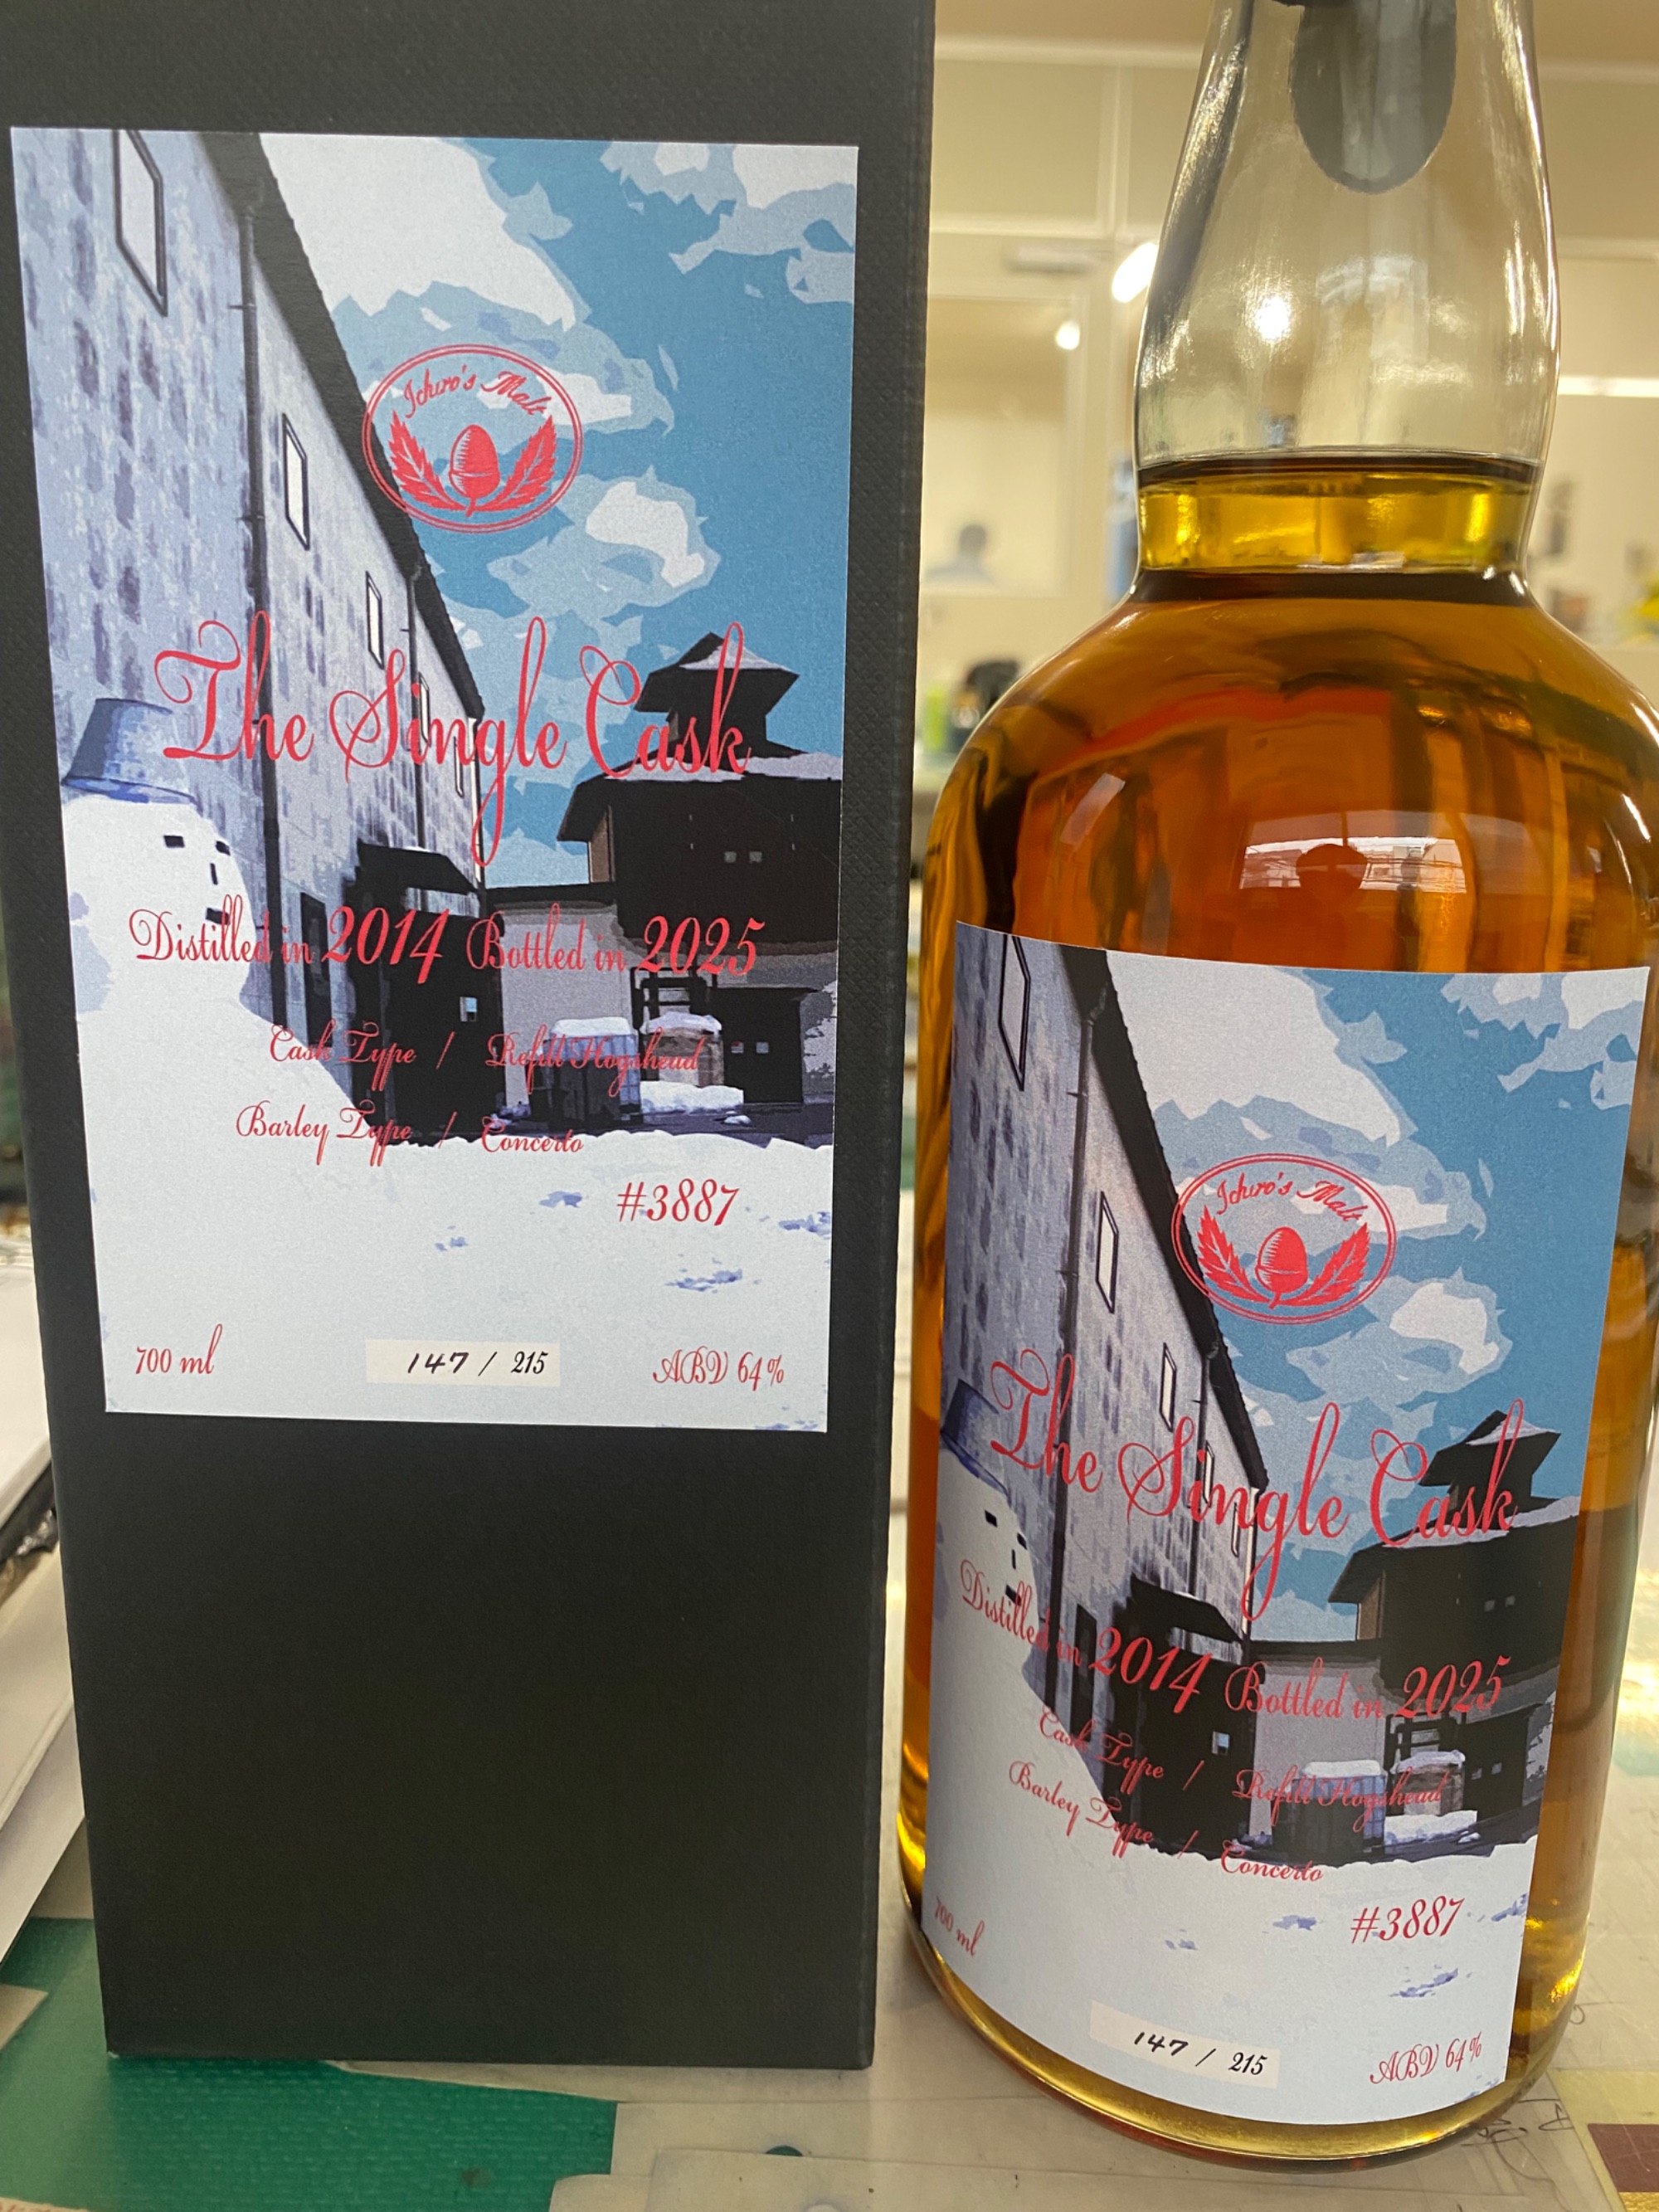 Ichiro's Malt
The Single Cask
Distilled in 2014 Bottled in 2025
Cask Type / Refill Hogshead
Barley Type / Concerto
#3887
700 ml
147 / 215
ABV 64%
Ichiro's Malt
The Single Cask
Distilled in 2014 Bottled in 2025
Cask Type / Refill Hogshead
Barley Type / Concerto
#3887
700 ml
147 / 215
ABV 64%